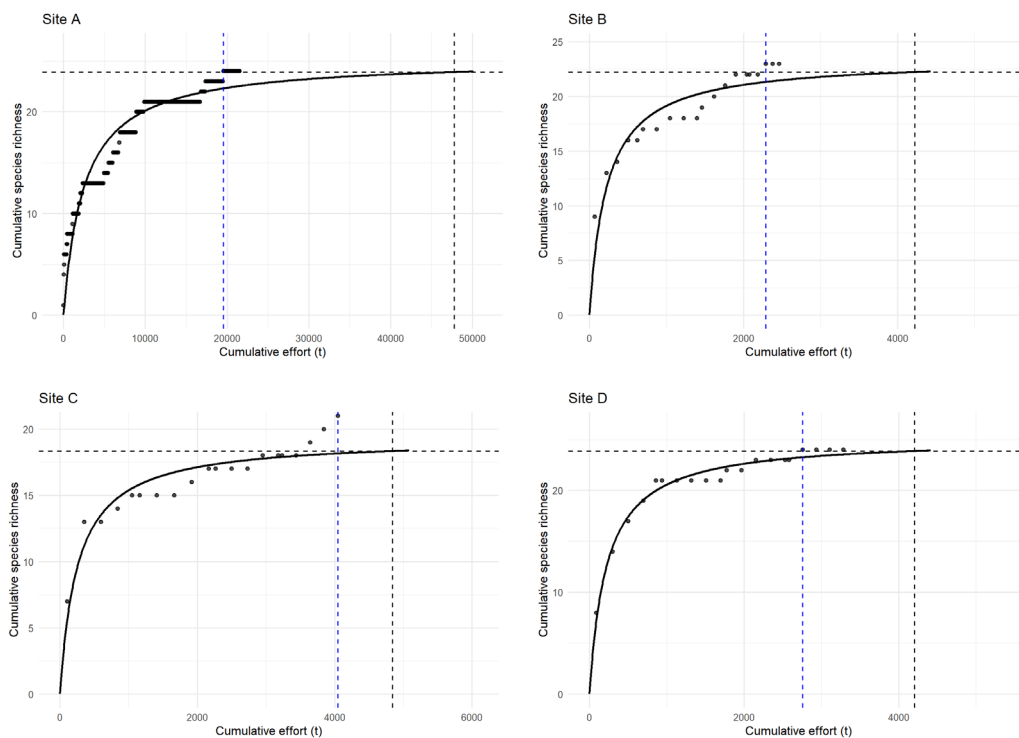 Site A
Cumulative species richness
20
10
0
0 10000 20000 30000 40000 50000
Cumulative effort (t)
Site B
Cumulative species richness
25
20
15
10
5
0
0 2000 4000
Cumulative effort (t)
Site C
Cumulative species richness
20
15
10
5
0
0 2000 4000 6000
Cumulative effort (t)
Site D
Cumulative species richness
20
10
0
0 2000 4000
Cumulative effort (t)